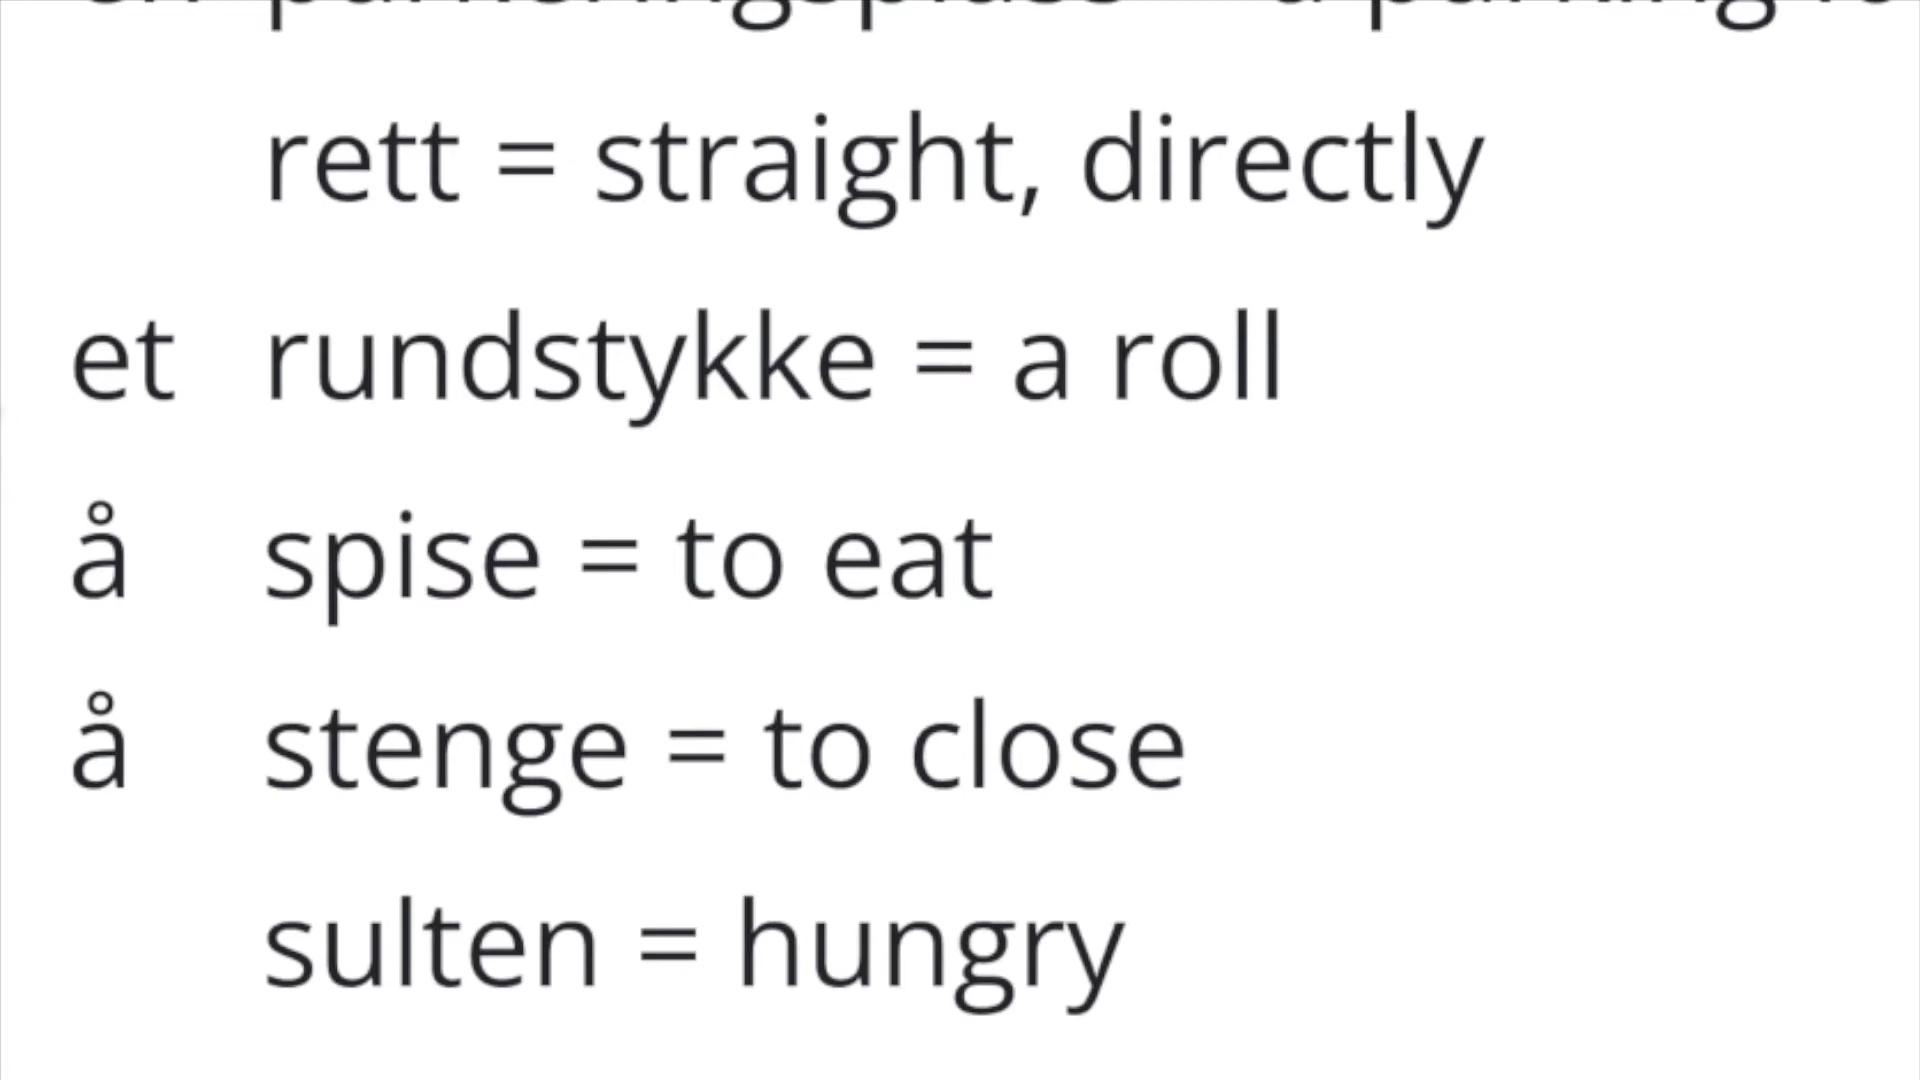 rett = straight, directly
et rundstykke = a roll
å spise = to eat
å stenge = to close
sulten = hungry